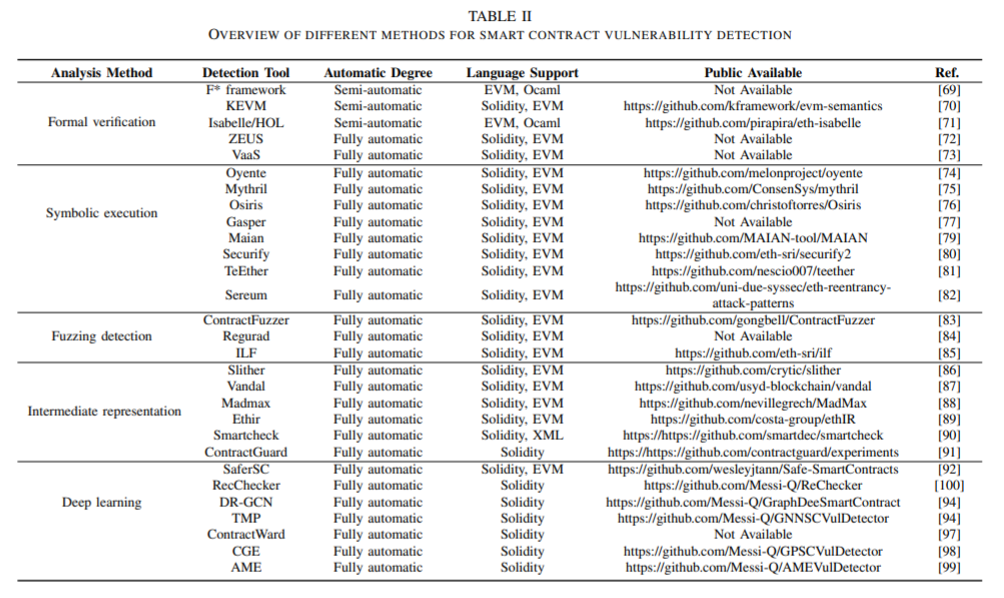 TABLE II
OVERVIEW OF DIFFERENT METHODS FOR SMART CONTRACT VULNERABILITY DETECTION
Analysis Method Detection Tool Automatic Degree Language Support Public Available Ref.
Formal verification
F* framework Semi-automatic EVM, Ocaml Not Available [69]
KEVM Semi-automatic Solidity, EVM https://github.com/kframework/evm-semantics [70]
Isabelle/HOL Semi-automatic EVM, Ocaml https://github.com/pirapira/eth-isabelle [71]
ZEUS Fully automatic Solidity, EVM Not Available [72]
VaaS Fully automatic Solidity, EVM Not Available [73]
Symbolic execution
Oyente Fully automatic Solidity, EVM https://github.com/melonproject/oyente [74]
Mythril Fully automatic Solidity, EVM https://github.com/ConsenSys/mythril [75]
Osiris Fully automatic Solidity, EVM https://github.com/christoftorres/Osiris [76]
Gasper Fully automatic Solidity, EVM Not Available [77]
Maian Fully automatic Solidity, EVM https://github.com/MAIAN-tool/MAIAN [79]
Securify Fully automatic Solidity, EVM https://github.com/eth-sri/securify2 [80]
TeEther Fully automatic Solidity, EVM https://github.com/nescio007/teether [81]
Sereum Fully automatic Solidity, EVM https://github.com/uni-due-syssec/eth-reentrancy-
attack-patterns [82]
Fuzzing detection
ContractFuzzer Fully automatic Solidity, EVM https://github.com/gongbell/ContractFuzzer [83]
Regurad Fully automatic Solidity, EVM Not Available [84]
ILF Fully automatic Solidity, EVM https://github.com/eth-sri/ilf [85]
Intermediate representation
Slither Fully automatic Solidity, EVM https://github.com/crytic/slither [86]
Vandal Fully automatic Solidity, EVM https://github.com/usyd-blockchain/vandal [87]
Madmax Fully automatic Solidity, EVM https://github.com/nevillegrech/MadMax [88]
Ethir Fully automatic Solidity, EVM https://github.com/costa-group/ethIR [89]
Smartcheck Fully automatic Solidity, XML https://https://github.com/smartdec/smartcheck [90]
ContractGuard Fully automatic Solidity https://https://github.com/contractguard/experiments [91]
Deep learning
SaferSC Fully automatic Solidity, EVM https://github.com/wesleyjtann/Safe-SmartContracts [92]
RecChecker Fully automatic Solidity https://github.com/Messi-Q/ReChecker [100]
DR-GCN Fully automatic Solidity https://github.com/Messi-Q/GraphDeeSmartContract [94]
TMP Fully automatic Solidity https://github.com/Messi-Q/GNNSCVulDetector [94]
ContractWard Fully automatic Solidity Not Available [97]
CGE Fully automatic Solidity https://github.com/Messi-Q/GPSCVulDetector [98]
AME Fully automatic Solidity https://github.com/Messi-Q/AMEVulDetector [99]